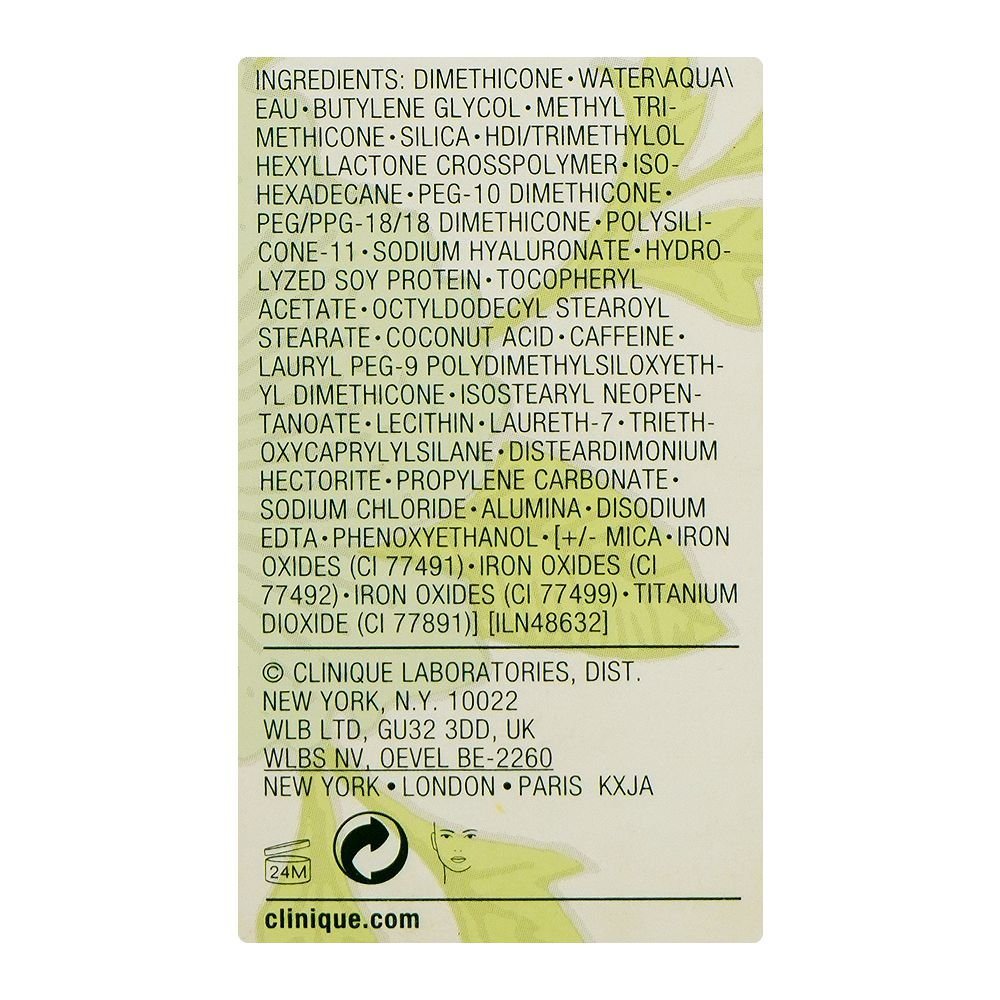 INGREDIENTS: DIMETHICONE•WATER\AQUA\
EAU•BUTYLENE GLYCOL•METHYL TRI-
METHICONE•SILICA•HDI/TRIMETHYLOL
HEXYLLACTONE CROSSPOLYMER•ISO-
HEXADECANE•PEG-10 DIMETHICONE•
PEG/PPG-18/18 DIMETHICONE•POLYSILI-
CONE-11•SODIUM HYALURONATE•HYDRO-
LYZED SOY PROTEIN•TOCOPHERYL
ACETATE•OCTYLDODECYL STEAROYL
STEARATE•COCONUT ACID•CAFFEINE•
LAURYL PEG-9 POLYDIMETHYLSILOXYETH-
YL DIMETHICONE•ISOSTEARYL NEOPEN-
TANOATE•LECITHIN•LAURETH-7•TRIETH-
OXYCAPRYLYLSILANE•DISTEARDIMONIUM
HECTORITE•PROPYLENE CARBONATE•
SODIUM CHLORIDE•ALUMINA•DISODIUM
EDTA•PHENOXYETHANOL•[+/- MICA•IRON
OXIDES (CI 77491)•IRON OXIDES (CI
77492)•IRON OXIDES (CI 77499)•TITANIUM
DIOXIDE (CI 77891)] [ILN48632]
© CLINIQUE LABORATORIES, DIST.
NEW YORK, N.Y. 10022
WLB LTD, GU32 3DD, UK
WLBS NV, OEVEL BE-2260
NEW YORK • LONDON • PARIS KXJA
24M
clinique.com